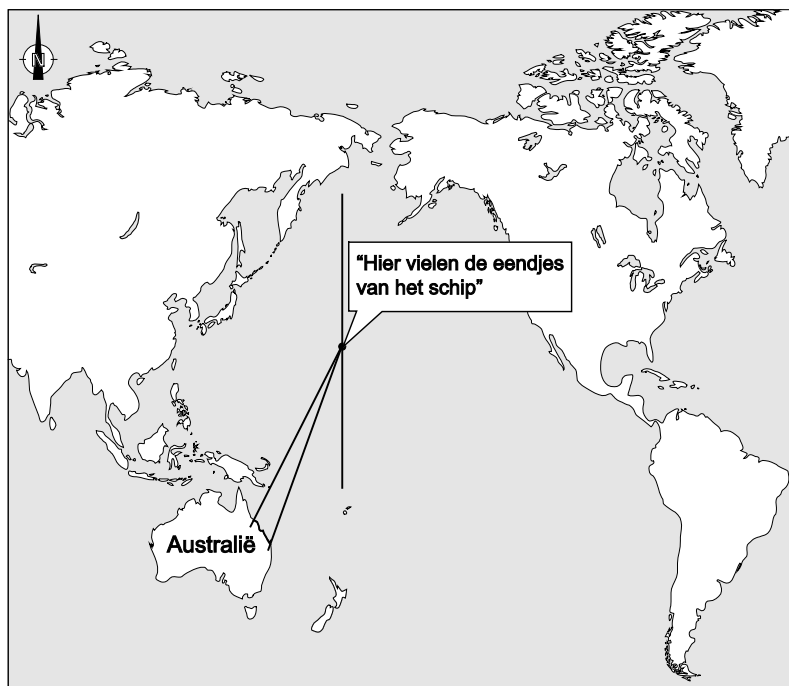 N
“Hier vielen de eendjes
van het schip”
Australië